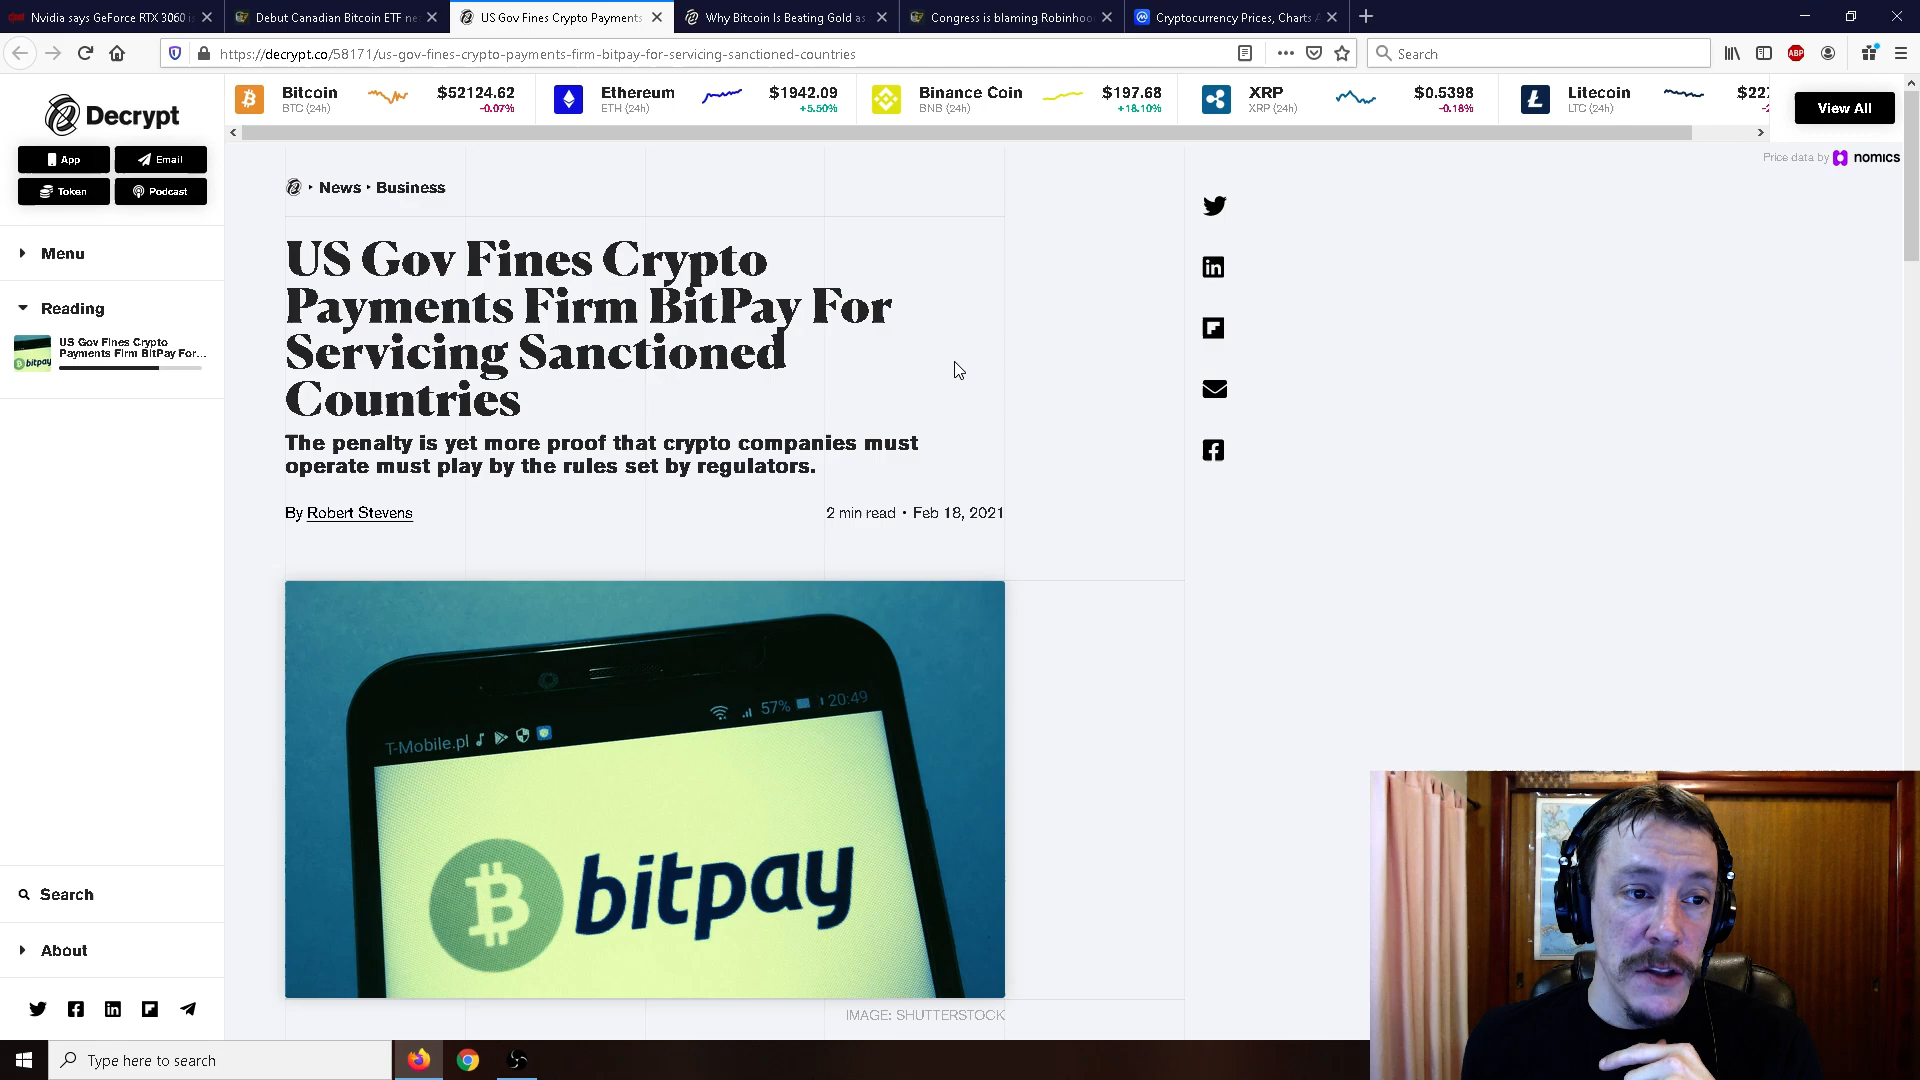 Nvidia says GeForce RTX 3060 is
Debut Canadian Bitcoin ETF ne
US Gov Fines Crypto Payments
Why Bitcoin Is Beating Gold as
Congress is blaming Robinhoo
Cryptocurrency Prices, Charts A
https://decrypt.co/58171/us-gov-fines-crypto-payments-firm-bitpay-for-servicing-sanctioned-countries
Search
ABP
Decrypt
App
Email
Token
Podcast
Bitcoin
BTC (24h)
$52124.62
-0.07%
Ethereum
ETH (24h)
$1942.09
+5.50%
Binance Coin
BNB (24h)
$197.68
+18.10%
XRP
XRP (24h)
$0.5398
-0.18%
Litecoin
LTC (24h)
View All
Price data by nomics
Menu
Reading
US Gov Fines Crypto
Payments Firm BitPay For...
News
Business
US Gov Fines Crypto
Payments Firm BitPay For
Servicing Sanctioned
Countries
The penalty is yet more proof that crypto companies must
operate must play by the rules set by regulators.
By Robert Stevens
2 min read • Feb 18, 2021
T-Mobile.pl
57%
20:49
bitpay
IMAGE: SHUTTERSTOCK
Search
About
Type here to search